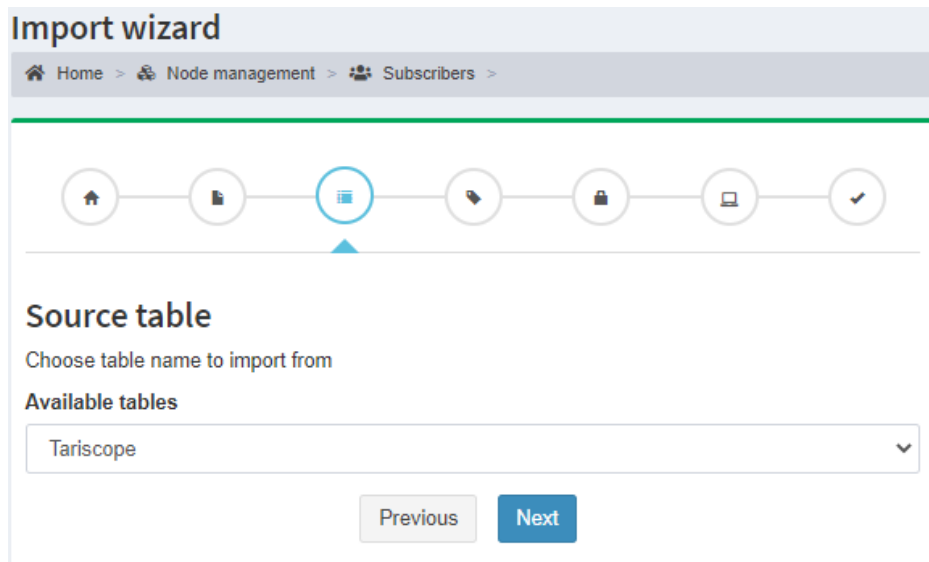 Import wizard
Home > Node management > Subscribers >
Source table
Choose table name to import from
Available tables
Tariscope
Previous Next